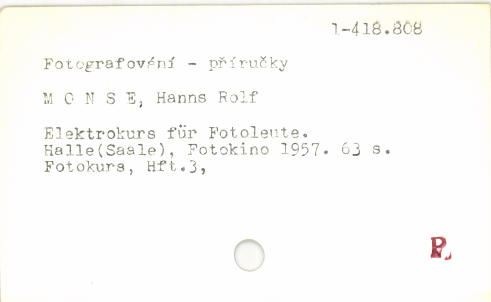 1-418.808
Fotografování - příručky
M O N S E, Hanns Rolf
Elektrokurs für Fotoleute.
Halle(Saale), Fotokino 1957. 63 s.
Fotokurs, Hft.3,
P.